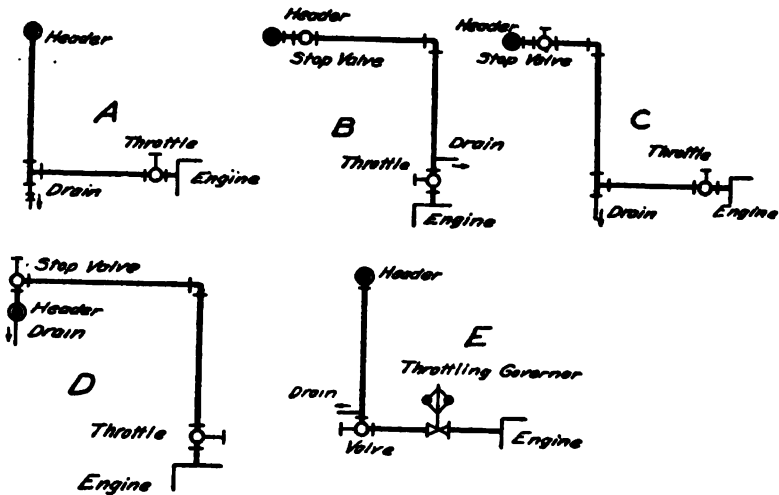 Header
A
Throttle
Drain
Engine
Header
Stop Valve
B
Drain
Throttle
Engine
Header
Stop Valve
C
Throttle
Drain
Engine
Stop Valve
Header
Drain
D
Throttle
Engine
Header
E
Throttling Governor
Drain
Valve
Engine